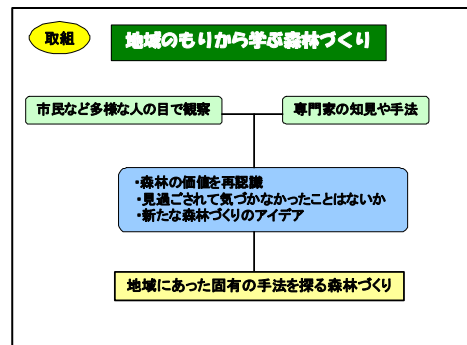 取組
地域のもりから学ぶ森林づくり
市民など多様な人の目で観察
専門家の知見や手法
・森林の価値を再認識
・見過ごされて気づかなかったことはないか
・新たな森林づくりのアイデア
地域にあった固有の手法を探る森林づくり